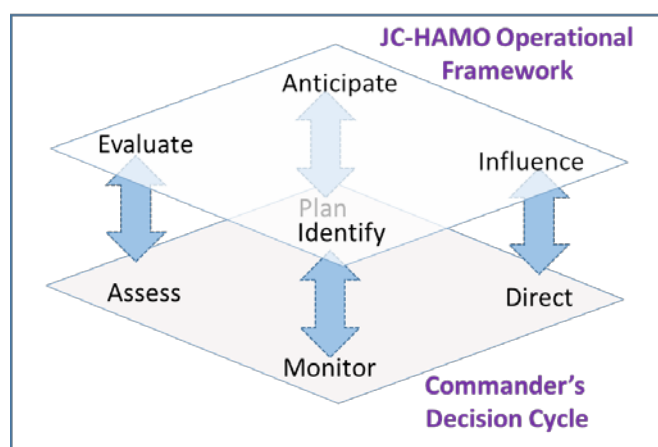 JC-HAMO Operational
Framework
Anticipate
Evaluate
Influence
Plan
Identify
Assess
Direct
Monitor
Commander's
Decision Cycle